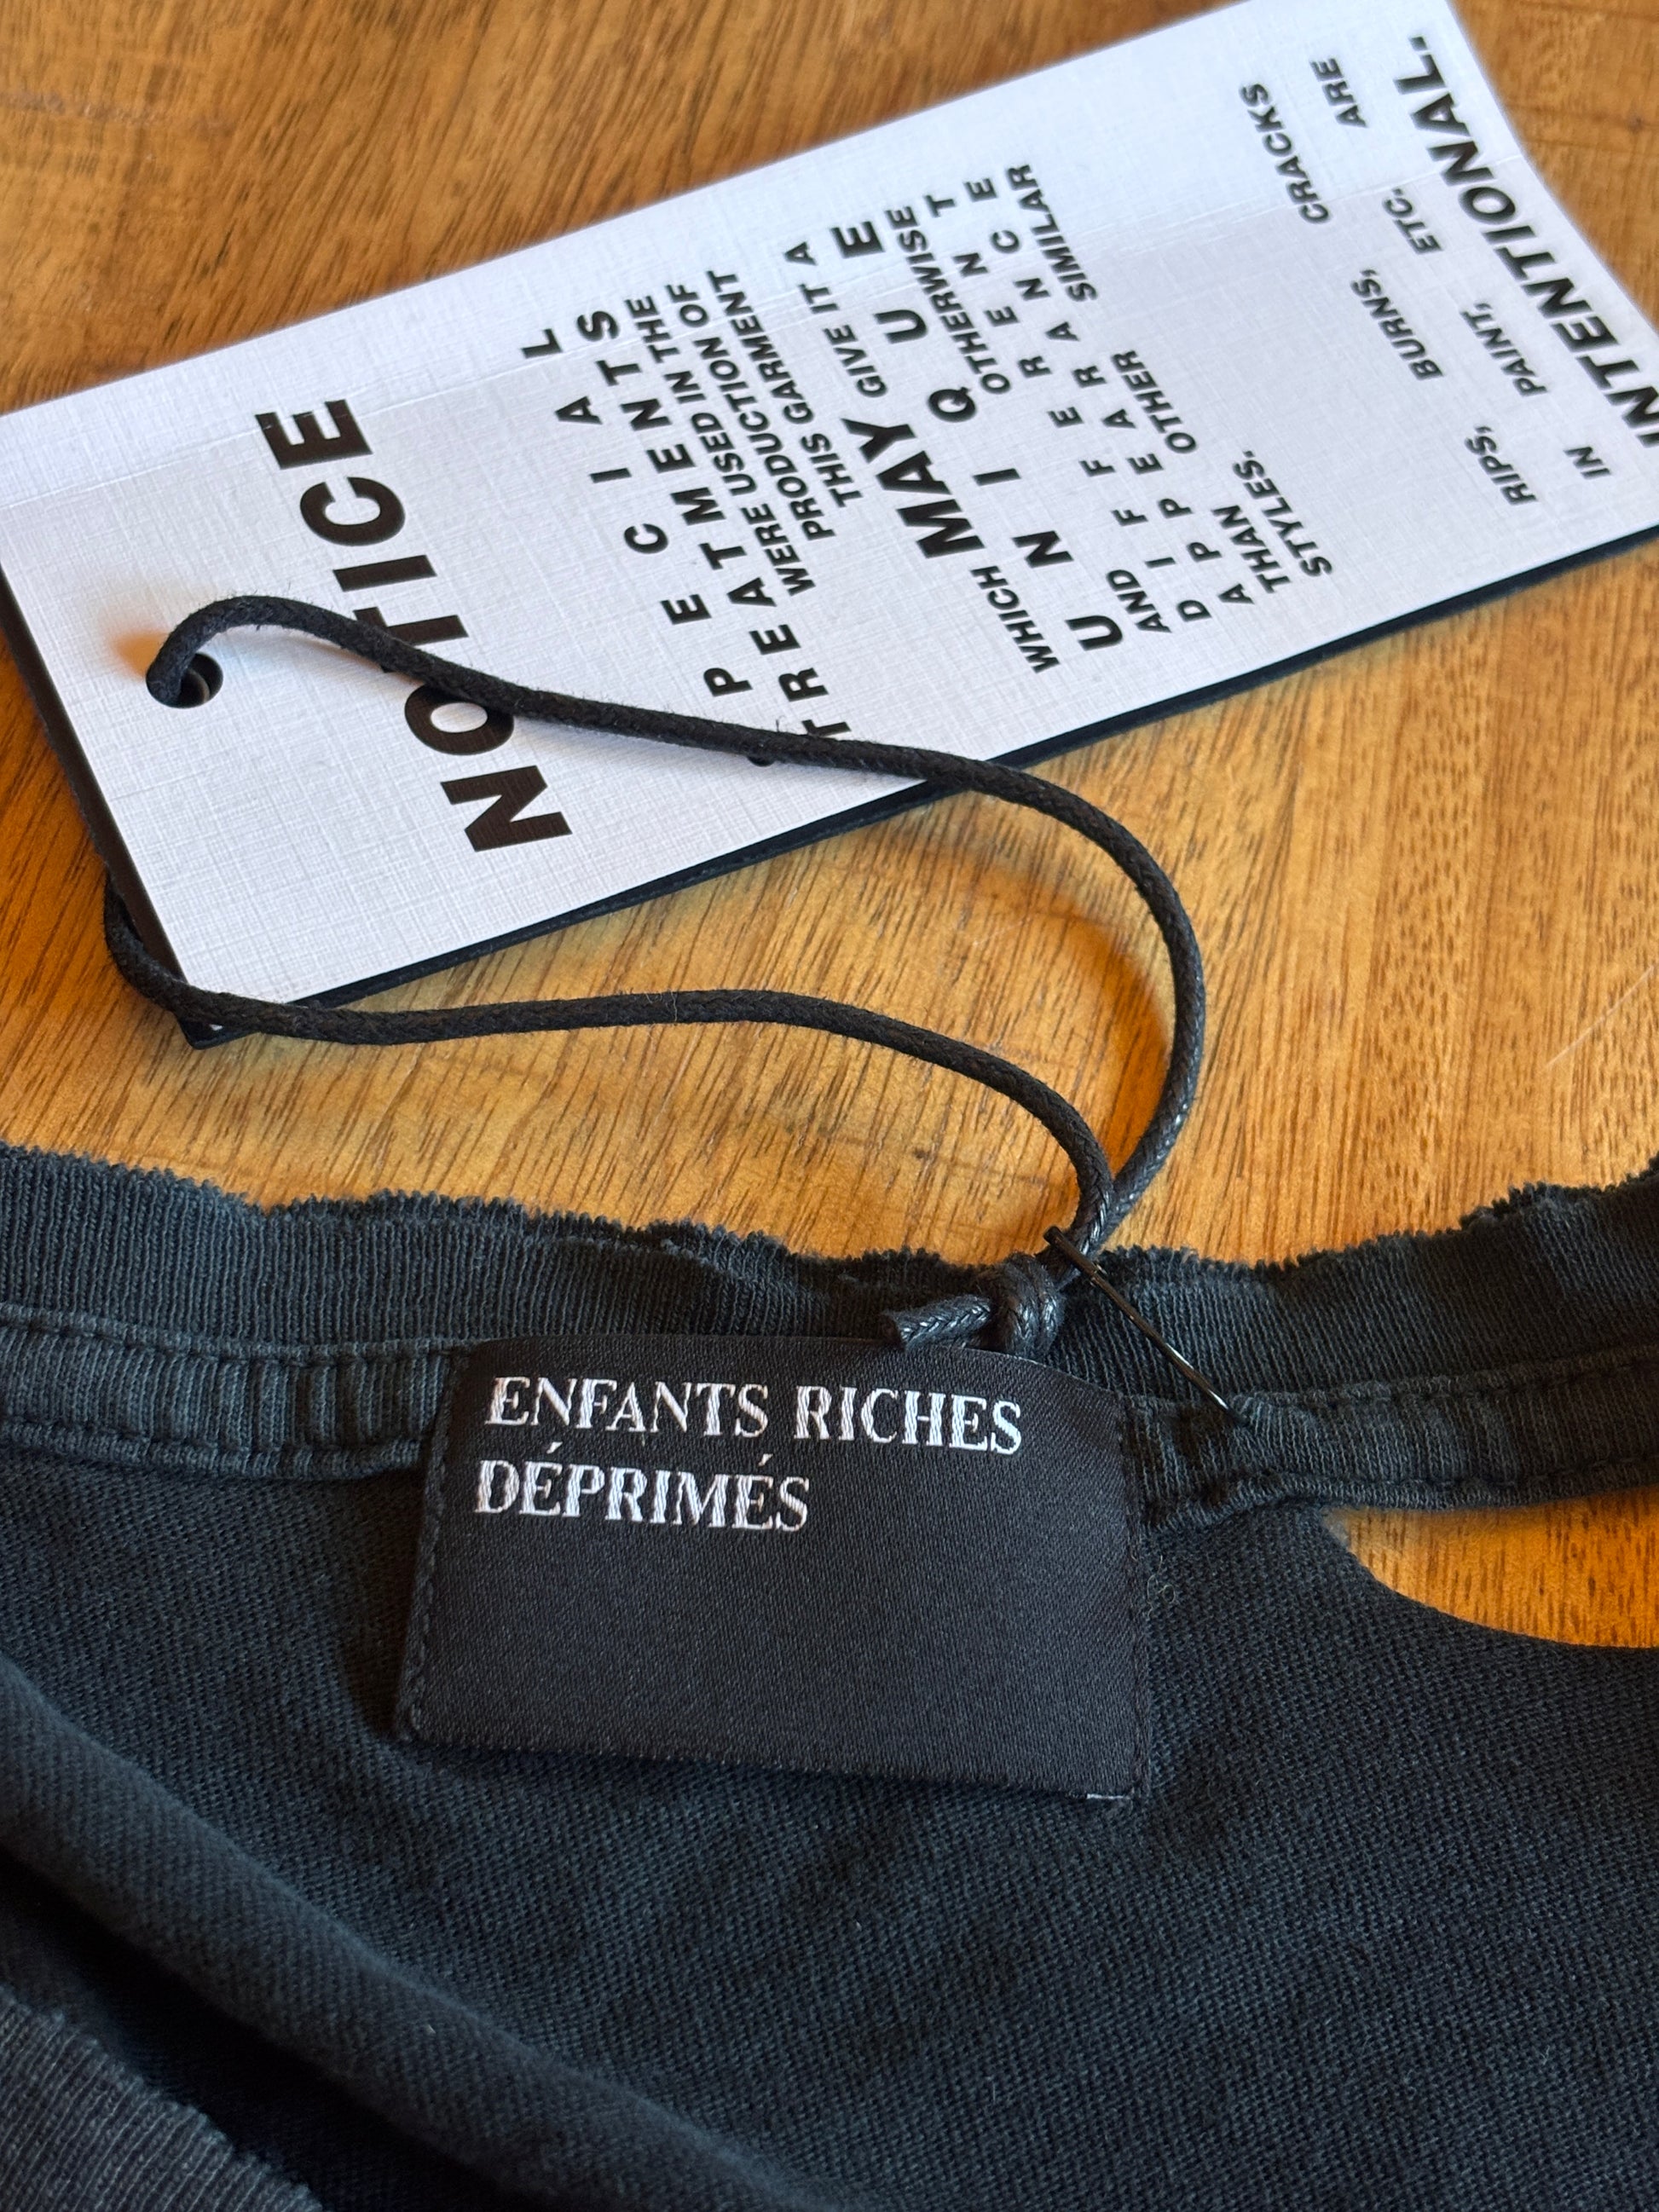 NOTICE
SPECIAL
TREATMENTS
WERE USED IN THE
PRODUCTION OF
THIS GARMENT
WHICH MAY GIVE IT A
UNIQUE
AND OTHERWISE
DIFFERENT
APPEARANCE
THAN OTHER SIMILAR
STYLES.
RIPS, BURNS, CRACKS
IN PAINT, ETC. ARE
INTENTIONAL.
ENFANTS RICHES
DÉPRIMÉS